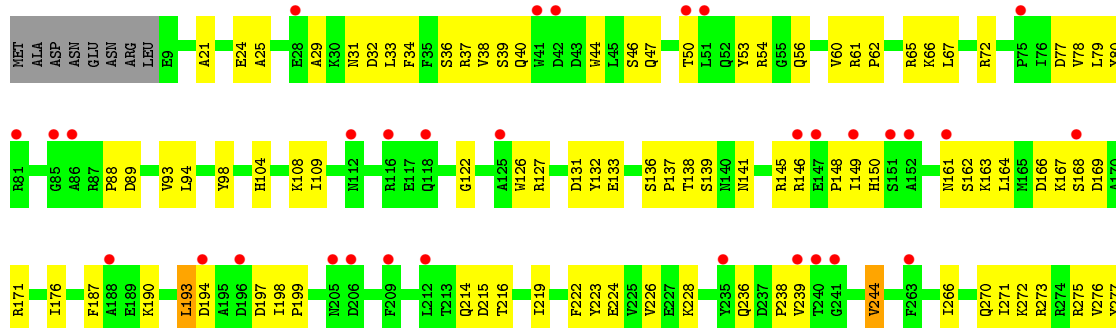 MET ALA ASP ASN GLU ASN ARG LEU E9 A21 E24 A25 E28 A29 K30 N31 D32 L33 F34 F35 S36 R37 V38 S39 Q40 W41 D42 D43 W44 L45 S46 Q47 T50 L51 Q52 Y53 R54 G55 Q56 V60 R61 P62 R65 K66 L67 R72 P75 I76 D77 V78 L79 Y80
R81 G85 A86 R87 P88 D89 V93 L94 Y98 H104 K108 I109 N112 R116 E117 Q118 G122 A125 W126 R127 D131 Y132 E133 S136 P137 T138 S139 N140 N141 R145 R146 E147 P148 I149 H150 S151 A152 N161 S162 K163 L164 M165 D166 K167 S168 D169 A170
R171 I176 F187 A188 E189 K190 L193 D194 A195 D196 D197 I198 P199 N205 D206 F209 L212 T213 Q214 D215 T216 I219 F222 Y223 E224 V225 V226 E227 K228 Y235 Q236 D237 P238 V239 T240 G241 V244 F263 I266 Q270 I271 K272 R273 R274 R275 V276 Y277